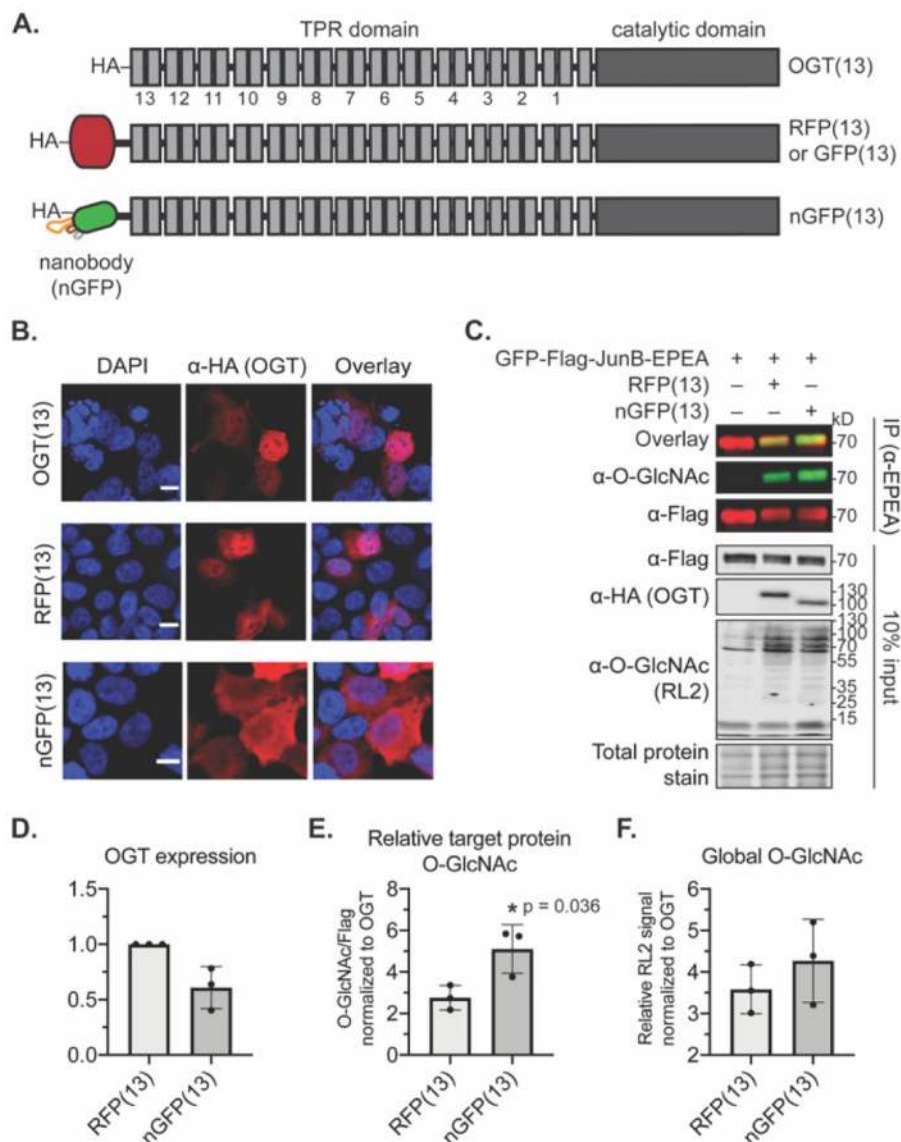 A.
TPR domain catalytic domain
HA OGT(13)
13 12 11 10 9 8 7 6 5 4 3 2 1
HA RFP(13)
or GFP(13)
HA nGFP(13)
nanobody
(nGFP)
B.
DAPI α-HA (OGT) Overlay
OGT(13)
RFP(13)
nGFP(13)
C.
GFP-Flag-JunB-EPEA + + +
RFP(13) – + –
nGFP(13) – – +
kD
Overlay -70
α-O-GlcNAc -70
α-Flag -70
IP (α-EPEA)
α-Flag -70
α-HA (OGT) 130
100
α-O-GlcNAc
(RL2)
130
100
70
55
35
25
15
Total protein
stain
10% input
D.
OGT expression
1.5
1.0
0.5
0.0
RFP(13) nGFP(13)
E.
Relative target protein
O-GlcNAc
O-GlcNAc/Flag
normalized to OGT
8
6
4
2
0
* p = 0.036
RFP(13) nGFP(13)
F.
Global O-GlcNAc
Relative RL2 signal
normalized to OGT
6
5
4
3
2
RFP(13) nGFP(13)